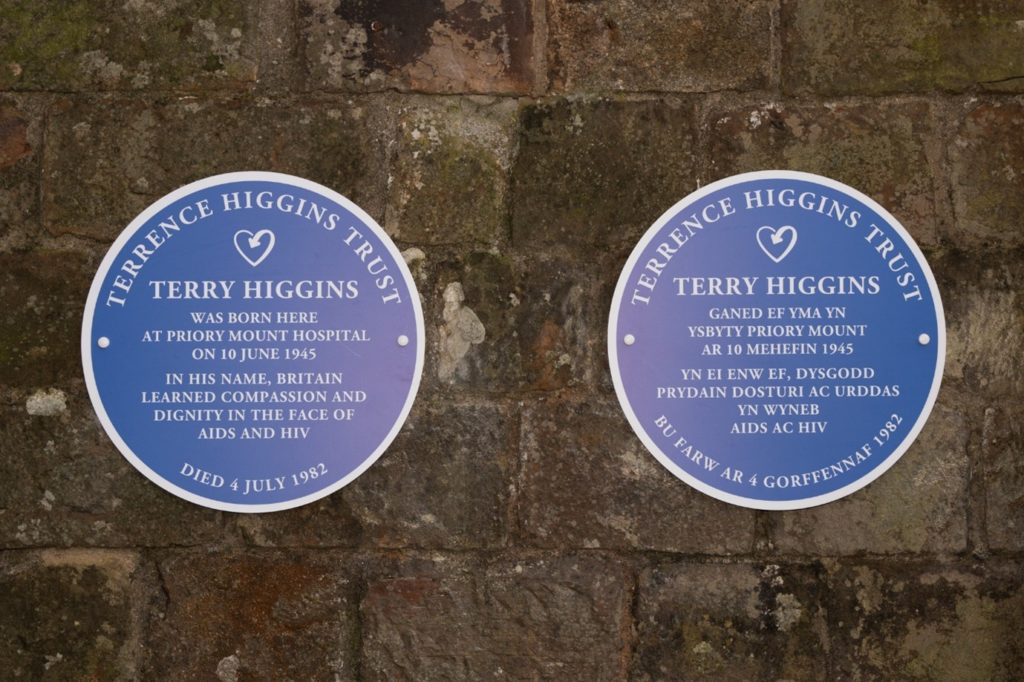 TERRENCE HIGGINS TRUST
TERRY HIGGINS
WAS BORN HERE
AT PRIORY MOUNT HOSPITAL
ON 10 JUNE 1945
IN HIS NAME, BRITAIN
LEARNED COMPASSION AND
DIGNITY IN THE FACE OF
AIDS AND HIV
DIED 4 JULY 1982
TERRENCE HIGGINS TRUST
TERRY HIGGINS
GANED EF YMA YN
YSBYTY PRIORY MOUNT
AR 10 MEHEFIN 1945
YN EI ENW EF, DYSGODD
PRYDAIN DOSTURI AC URDDAS
YN WYNEB
AIDS AC HIV
BU FARW AR 4 GORFFENNAF 1982